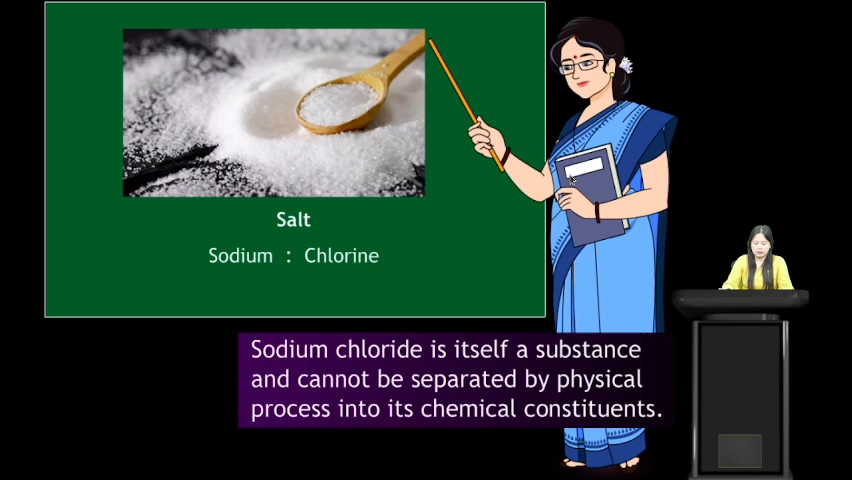 Salt
Sodium : Chlorine
Sodium chloride is itself a substance
and cannot be separated by physical
process into its chemical constituents.